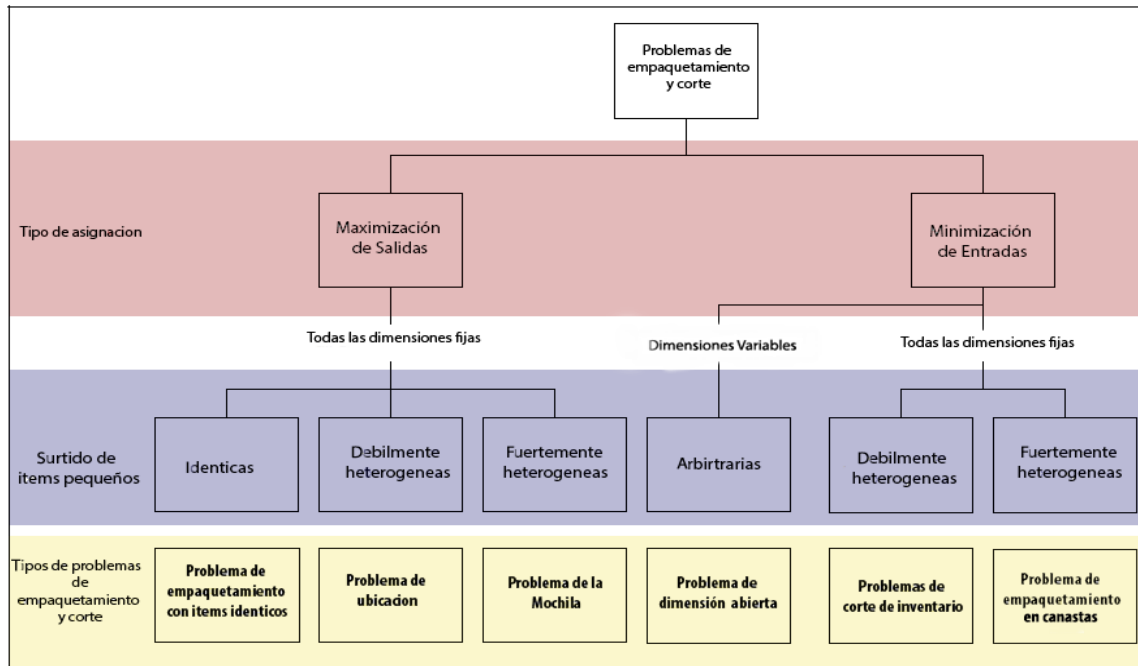 Problemas de
empaquetamiento
y corte
Tipo de asignacion
Maximización
de Salidas
Minimización
de Entradas
Todas las dimensiones fijas
Dimensiones Variables
Todas las dimensiones fijas
Surtido de
items pequeños
Identicas
Debilmente
heterogeneas
Fuertemente
heterogeneas
Arbirtrarias
Debilmente
heterogeneas
Fuertemente
heterogeneas
Tipos de problemas
de
empaquetamiento
y corte
Problema de
empaquetamiento
con items identicos
Problema de
ubicacion
Problema de la
Mochila
Problema de
dimensión abierta
Problemas de
corte de inventario
Problema de
empaquetamiento
en canastas